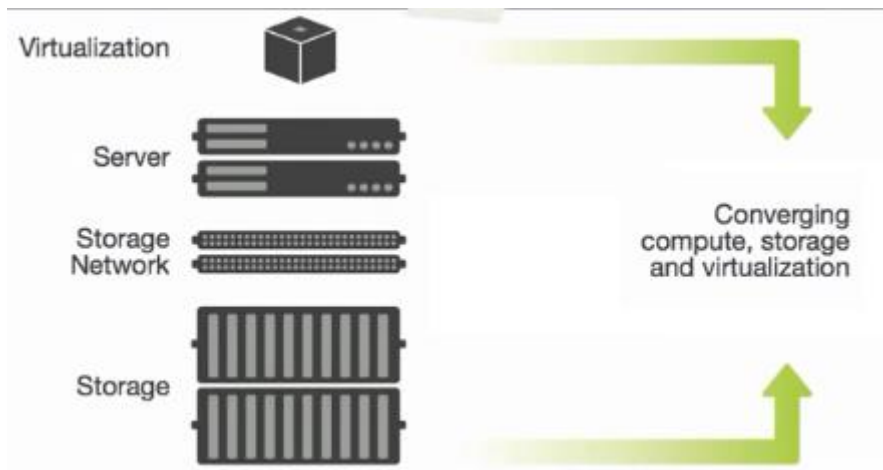 Virtualization
Server
Storage
Network
Storage
Converging
compute, storage
and virtualization